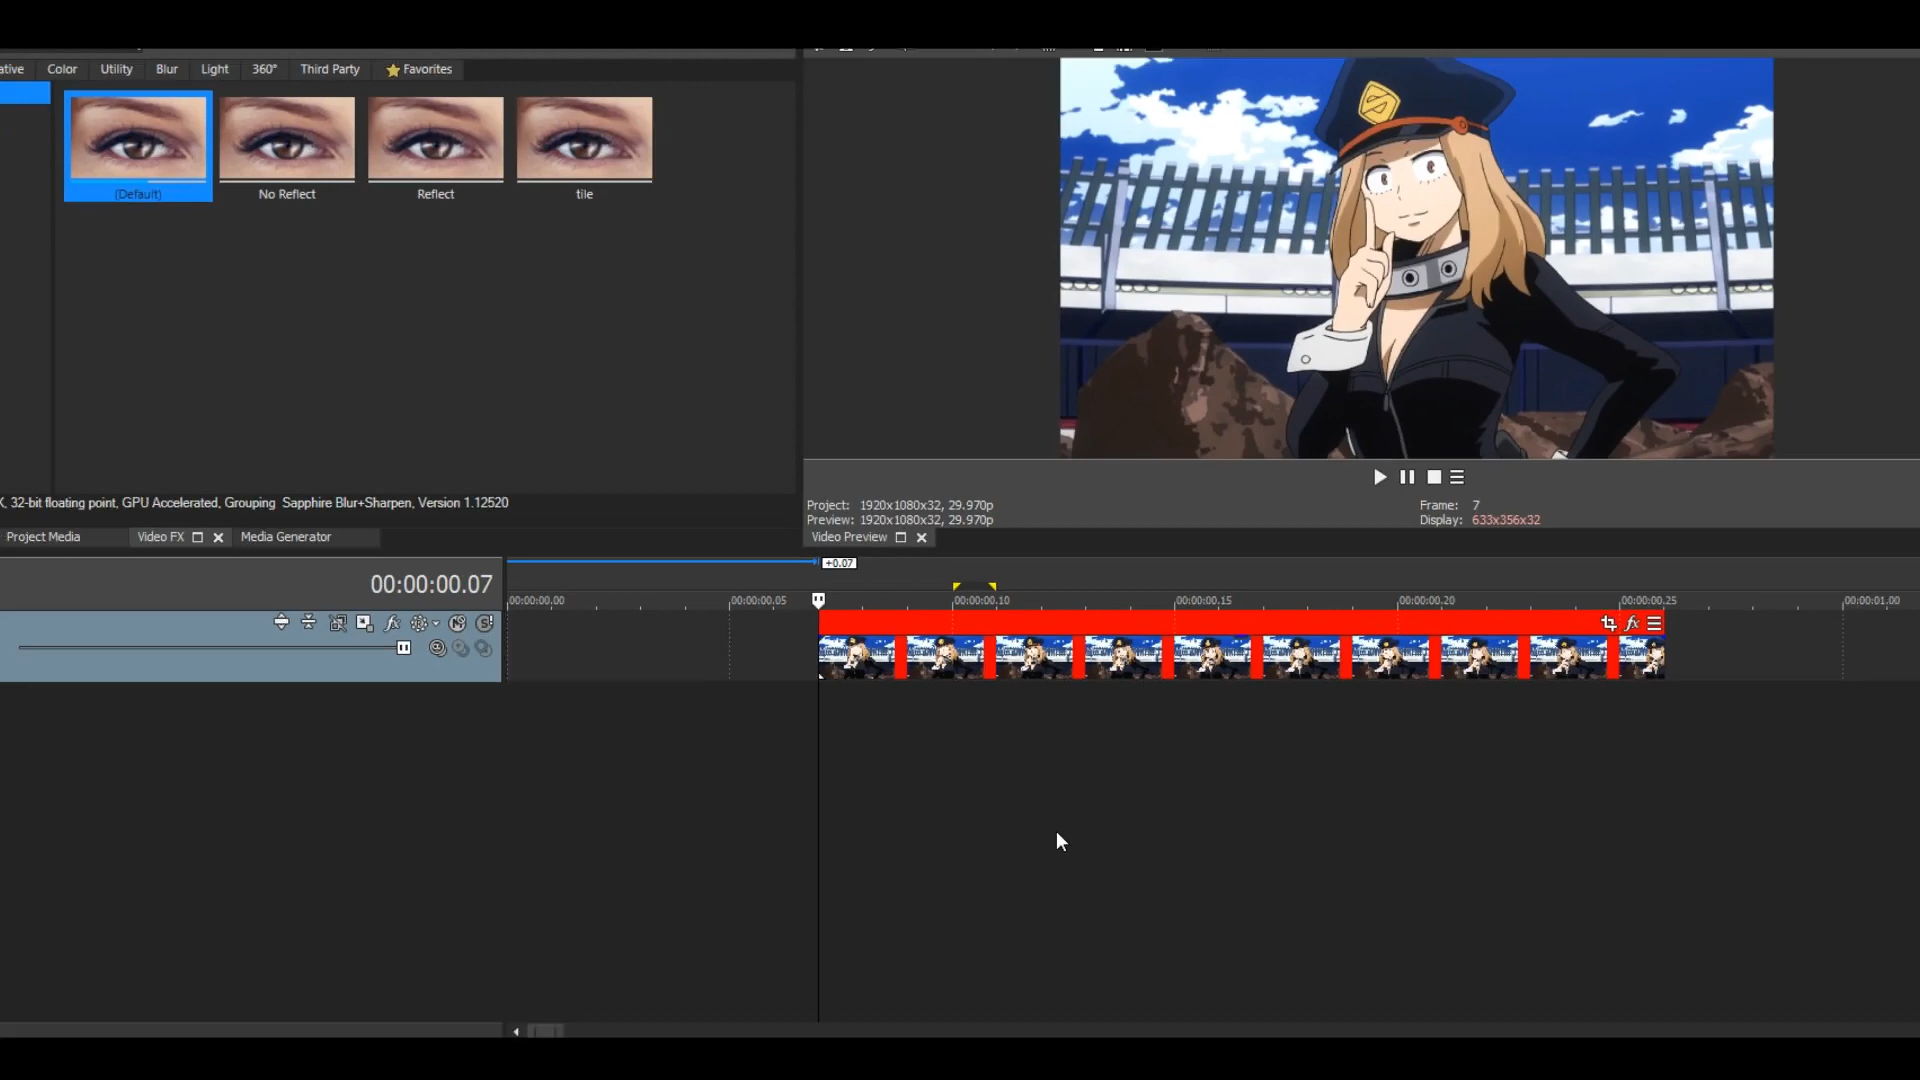 ative Color Utility Blur Light 360° Third Party Favorites
(Default) No Reflect Reflect tile
K, 32-bit floating point, GPU Accelerated, Grouping Sapphire Blur+Sharpen, Version 1.12520
Project: 1920x1080x32, 29.970p
Preview: 1920x1080x32, 29.970p
Frame: 7
Display: 633x356x32
Project Media Video FX Media Generator
Video Preview
+0.07
00:00:00.07
00:00:00.00 00:00:00.05 00:00:00.10 00:00:00.15 00:00:00.20 00:00:00.25 00:00:01.00
fx
fx